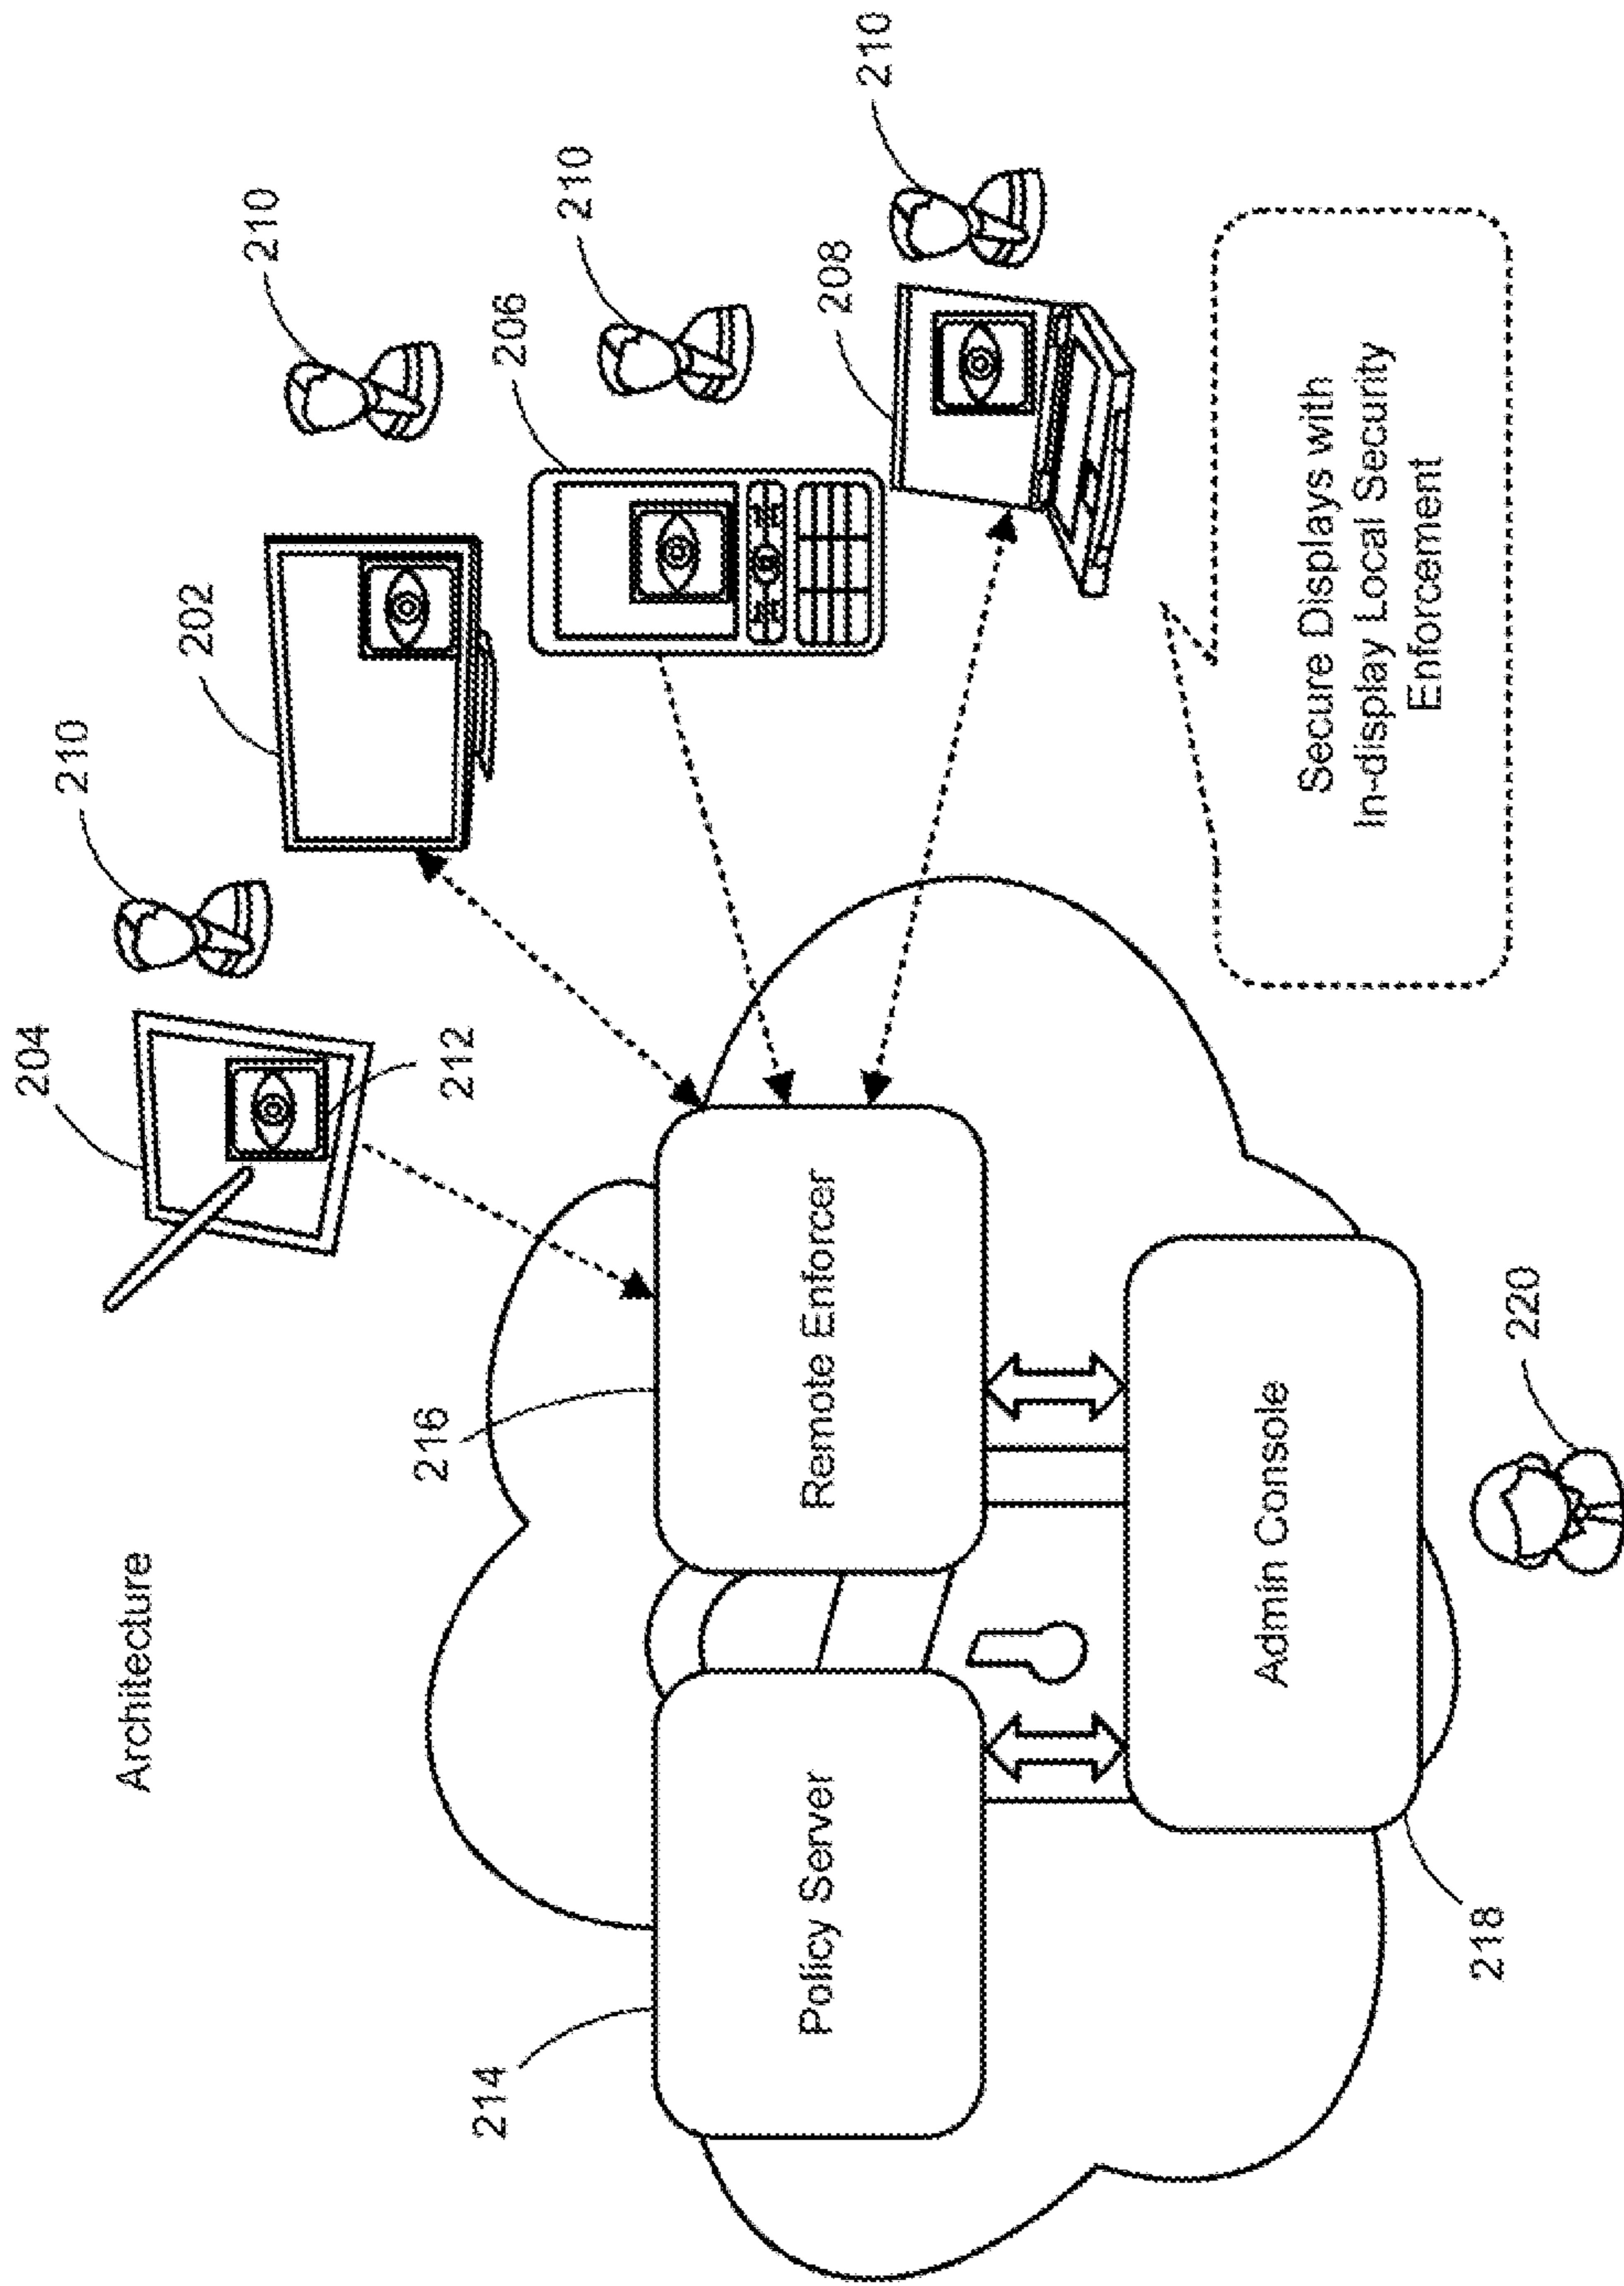 Architecture
204
210
202
210
212
206
210
208
210
216
214
Policy Server
Remote Enforcer
Admin Console
218
220
Secure Displays with
In-display Local Security
Enforcement